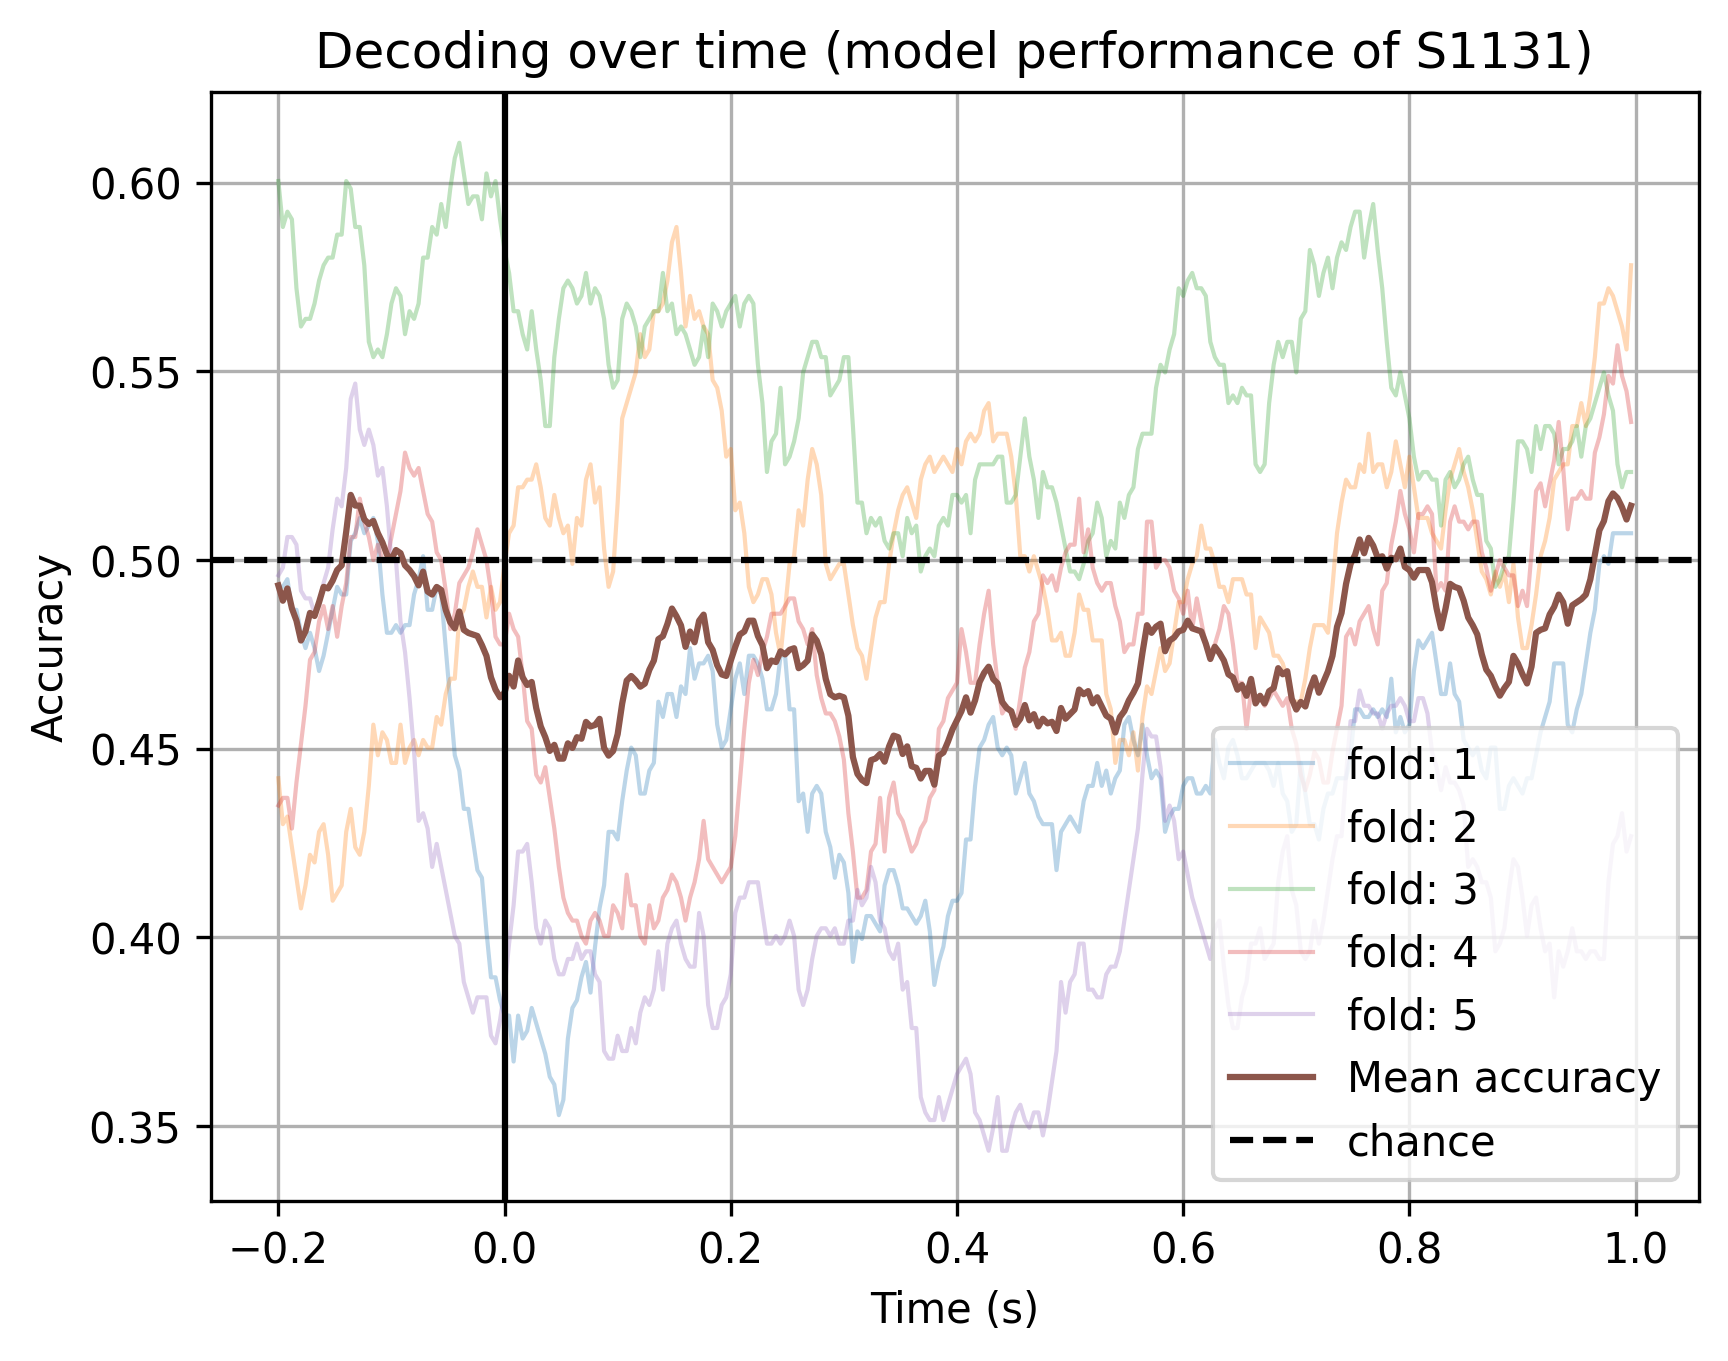 Decoding over time (model performance of S1131)
Accuracy
0.60
0.55
0.50
0.45
0.40
0.35
−0.2
0.0
0.2
0.4
0.6
0.8
1.0
Time (s)
fold: 1
fold: 2
fold: 3
fold: 4
fold: 5
Mean accuracy
chance